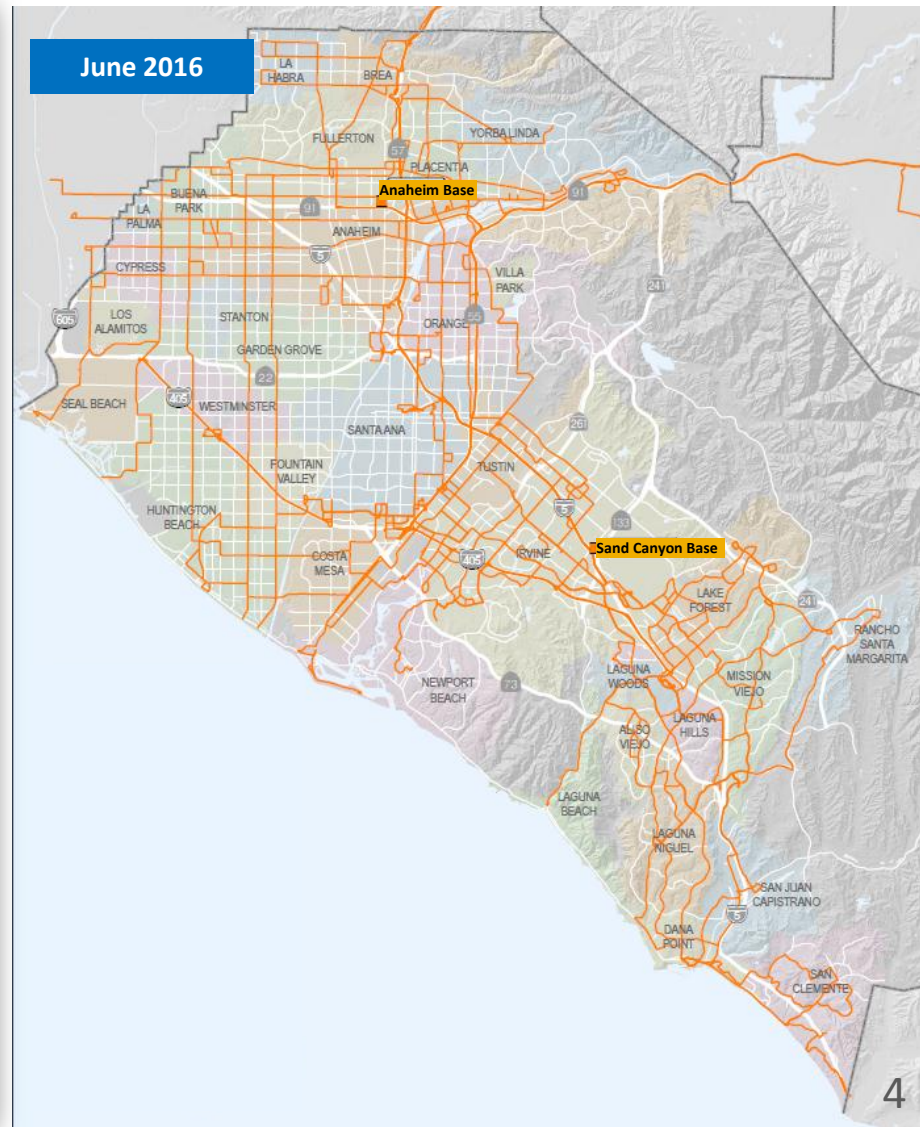 June 2016
LA
HABRA
BREA
FULLERTON
YORBA LINDA
57
PLACENTIA
Anaheim Base
91
BUENA
PARK
91
LA
PALMA
ANAHEIM
5
CYPRESS
VILLA
PARK
241
LOS
ALAMITOS
605
STANTON
ORANGE
55
GARDEN GROVE
22
SEAL BEACH
405
WESTMINSTER
SANTA ANA
261
FOUNTAIN
VALLEY
TUSTIN
5
HUNTINGTON
BEACH
133
COSTA
MESA
405
IRVINE
Sand Canyon Base
LAKE
FOREST
241
RANCHO
SANTA
MARGARITA
NEWPORT
BEACH
73
LAGUNA
WOODS
MISSION
VIEJO
LAGUNA
HILLS
ALISO
VIEJO
LAGUNA
BEACH
LAGUNA
NIGUEL
SAN JUAN
CAPISTRANO
5
DANA
POINT
SAN
CLEMENTE
4